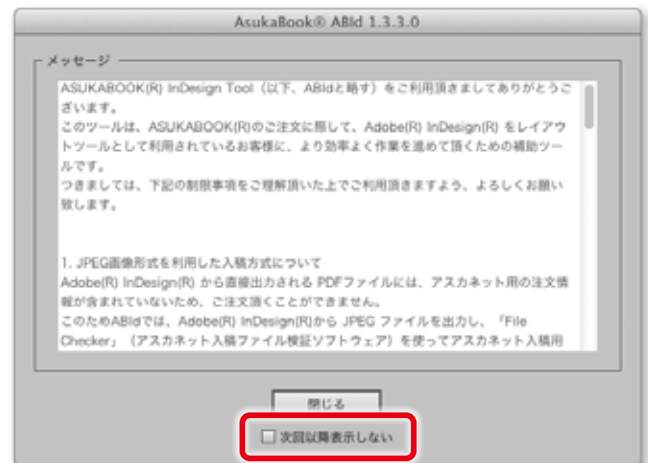 AsukaBook® ABId 1.3.3.0
メッセージ
ASUKABOOK(R) InDesign Tool（以下、ABIdと略す）をご利用頂きましてありがとうご
ざいます。
このツールは、ASUKABOOK(R)のご注文に際して、Adobe(R) InDesign(R) をレイアウ
トツールとして利用されているお客様に、より効率よく作業を進めて頂くための補助ツー
ルです。
つきましては、下記の制限事項をご理解頂いた上でご利用頂きますよう、よろしくお願い
致します。
1. JPEG画像形式を利用した入稿方式について
Adobe(R) InDesign(R) から直接出力される PDFファイルには、アスカネット用の注文情
報が含まれていないため、ご注文頂くことができません。
このためABIdでは、Adobe(R) InDesign(R)から JPEG ファイルを出力し、「File
Checker」（アスカネット入稿ファイル検証ソフトウェア）を使ってアスカネット入稿用
閉じる
次回以降表示しない